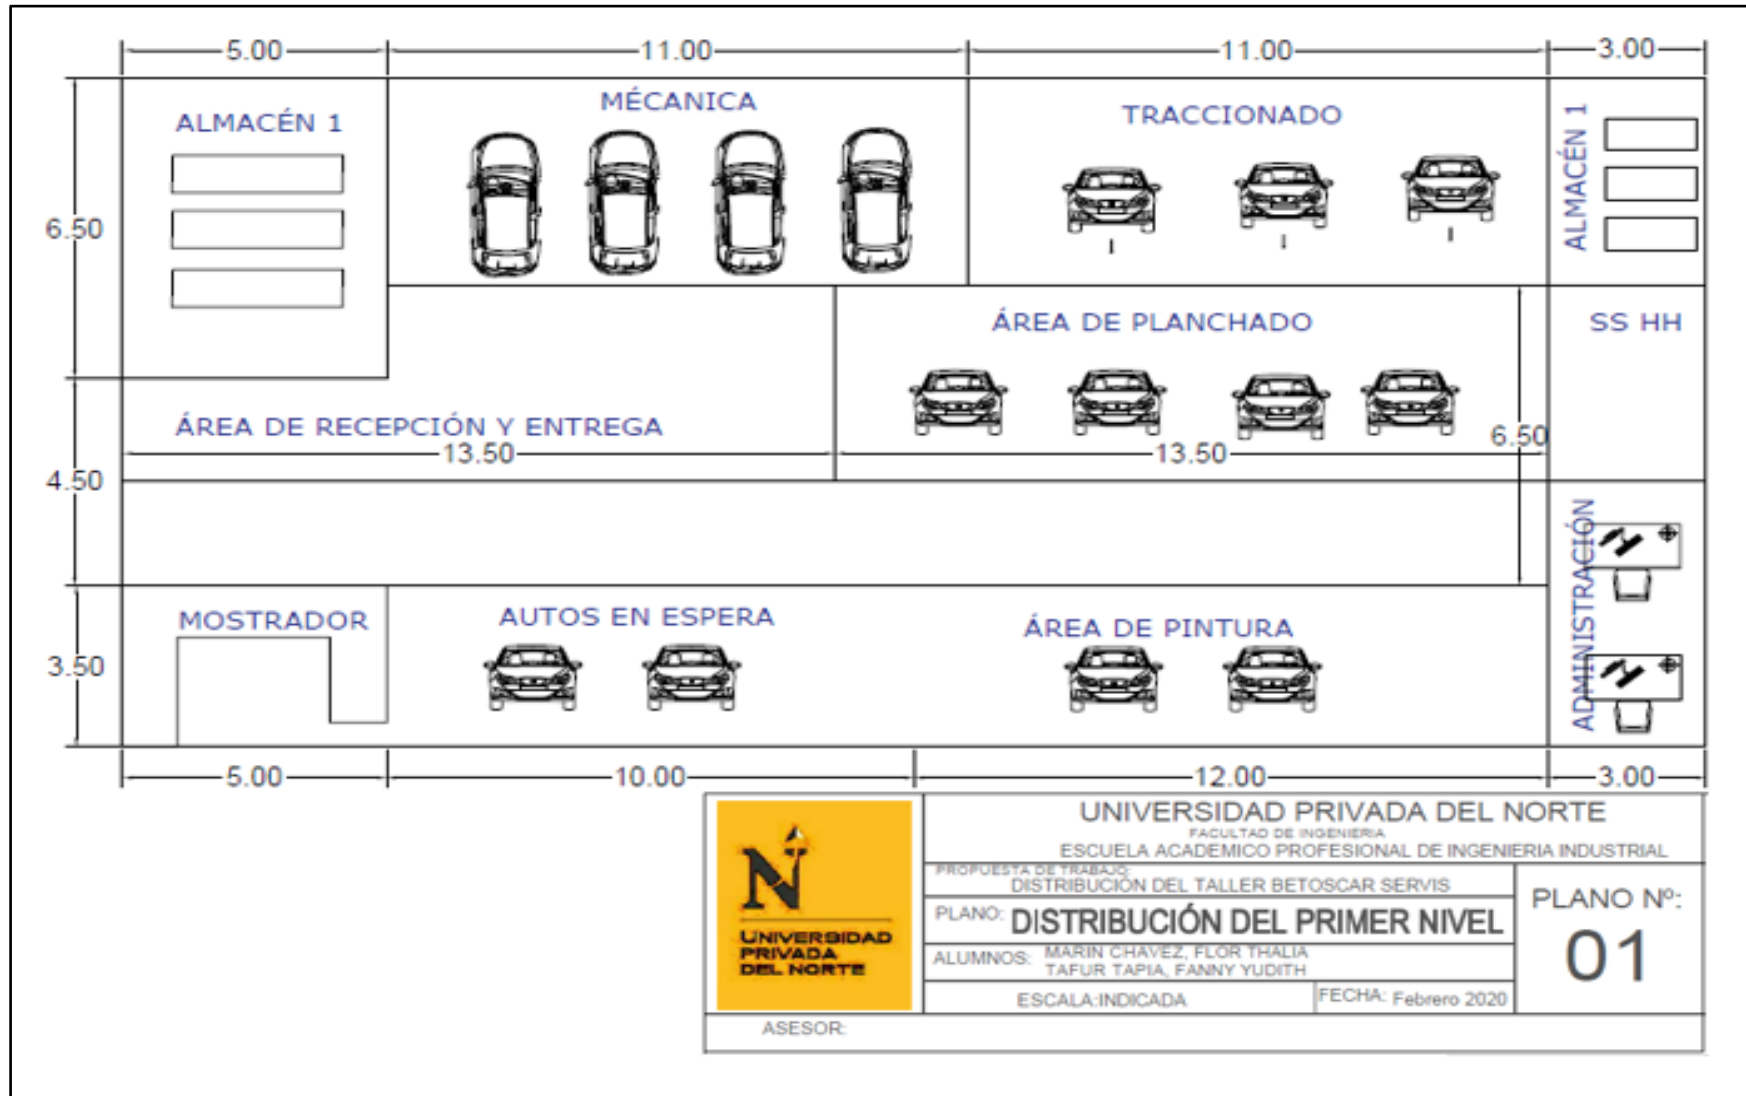 5.00 11.00 11.00 3.00
ALMACÉN 1
MÉCANICA
TRACCIONADO
ALMACÉN 1
6.50
ÁREA DE PLANCHADO
SS HH
ÁREA DE RECEPCIÓN Y ENTREGA
13.50
13.50
6.50
4.50
ADMINISTRACIÓN
MOSTRADOR
AUTOS EN ESPERA
ÁREA DE PINTURA
3.50
5.00 10.00 12.00 3.00
N
UNIVERSIDAD
PRIVADA
DEL NORTE
UNIVERSIDAD PRIVADA DEL NORTE
FACULTAD DE INGENIERIA
ESCUELA ACADEMICO PROFESIONAL DE INGENIERIA INDUSTRIAL
PROPUESTA DE TRABAJO:
DISTRIBUCIÓN DEL TALLER BETOSCAR SERVIS
PLANO: DISTRIBUCIÓN DEL PRIMER NIVEL
ALUMNOS: MARIN CHAVEZ, FLOR THALIA
TAFUR TAPIA, FANNY YUDITH
ESCALA:INDICADA
FECHA: Febrero 2020
PLANO Nº:
01
ASESOR: